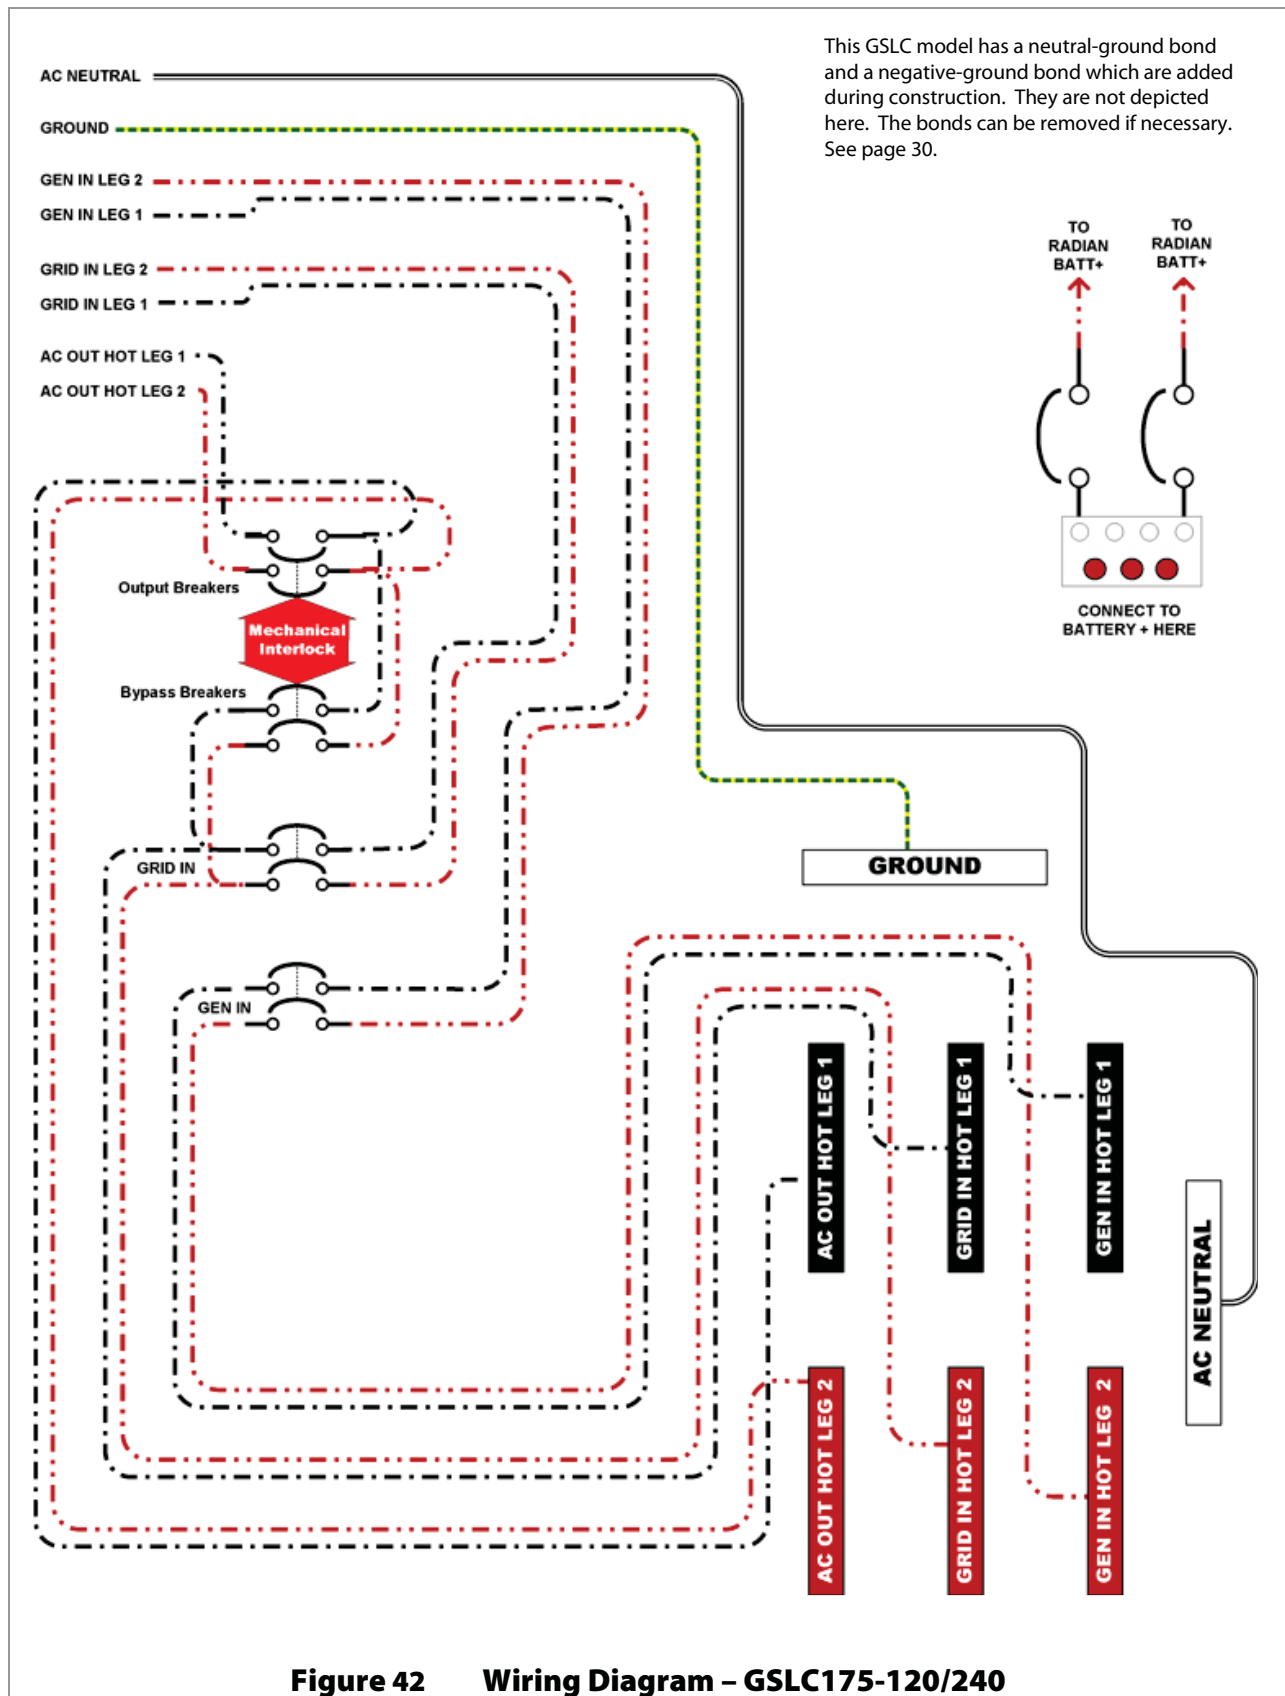 This GSLC model has a neutral-ground bond
and a negative-ground bond which are added
during construction. They are not depicted
here. The bonds can be removed if necessary.
See page 30.
AC NEUTRAL
GROUND
GEN IN LEG 2
GEN IN LEG 1
GRID IN LEG 2
GRID IN LEG 1
AC OUT HOT LEG 1
AC OUT HOT LEG 2
TO
RADIAN
BATT+
TO
RADIAN
BATT+
CONNECT TO
BATTERY + HERE
Output Breakers
Mechanical
Interlock
Bypass Breakers
GRID IN
GEN IN
GROUND
AC OUT HOT LEG 1
GRID IN HOT LEG 1
GEN IN HOT LEG 1
AC NEUTRAL
AC OUT HOT LEG 2
GRID IN HOT LEG 2
GEN IN HOT LEG 2
Figure 42 Wiring Diagram – GSLC175-120/240